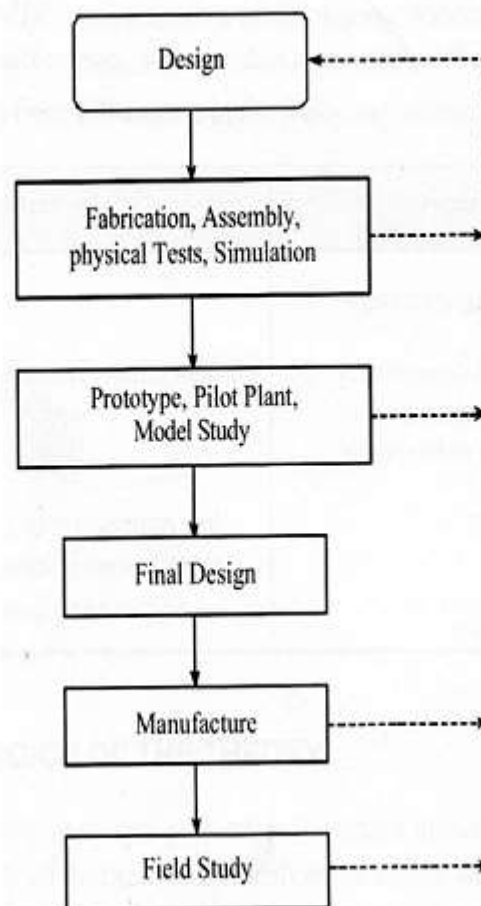 Design
Fabrication, Assembly,
physical Tests, Simulation
Prototype, Pilot Plant,
Model Study
Final Design
Manufacture
Field Study